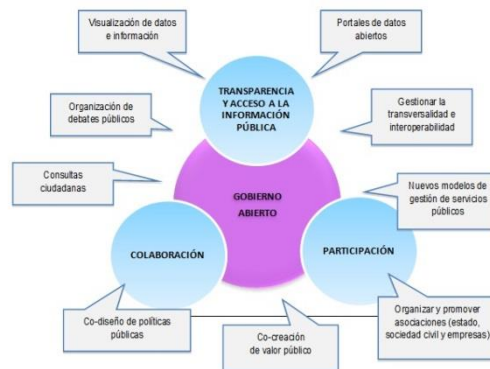 Visualización de datos
e información
Portales de datos
abiertos
TRANSPARENCIA
Y ACCESO A LA
INFORMACIÓN
PÚBLICA
Organización de
debates públicos
Gestionar la
transversalidad e
interoperabilidad
Consultas
ciudadanas
GOBIERNO
ABIERTO
Nuevos modelos de
gestión de servicios
públicos
COLABORACIÓN
PARTICIPACIÓN
Co-diseño de políticas
públicas
Co-creación
de valor público
Organizar y promover
asociaciones (estado,
sociedad civil y empresas)